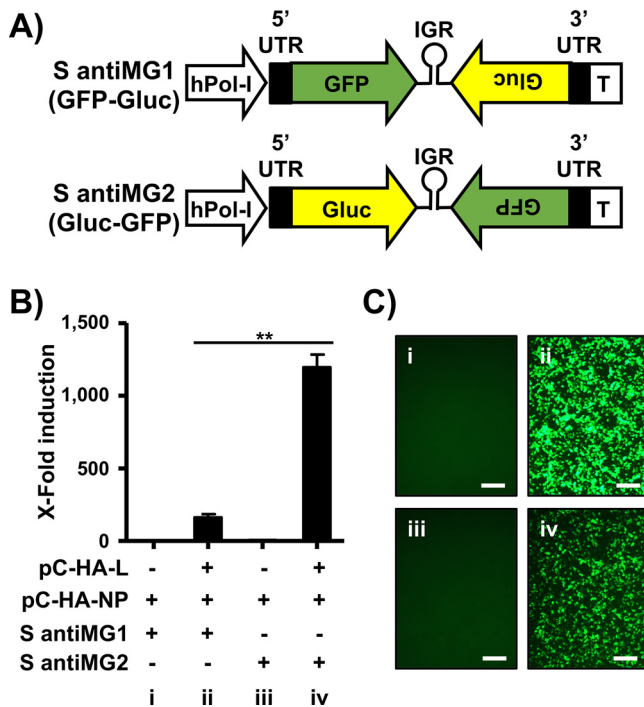 A)
5’
UTR
IGR
3’
UTR
S antiMG1
(GFP-Gluc)
hPol-I
GFP
Gluc
T
5’
UTR
IGR
3’
UTR
S antiMG2
(Gluc-GFP)
hPol-I
Gluc
GFP
T
B)
X-Fold induction
1,500
1,000
500
0
**
pC-HA-L - + - +
pC-HA-NP + + + +
S antiMG1 + + - -
S antiMG2 - - + +
i ii iii iv
C)
i
ii
iii
iv